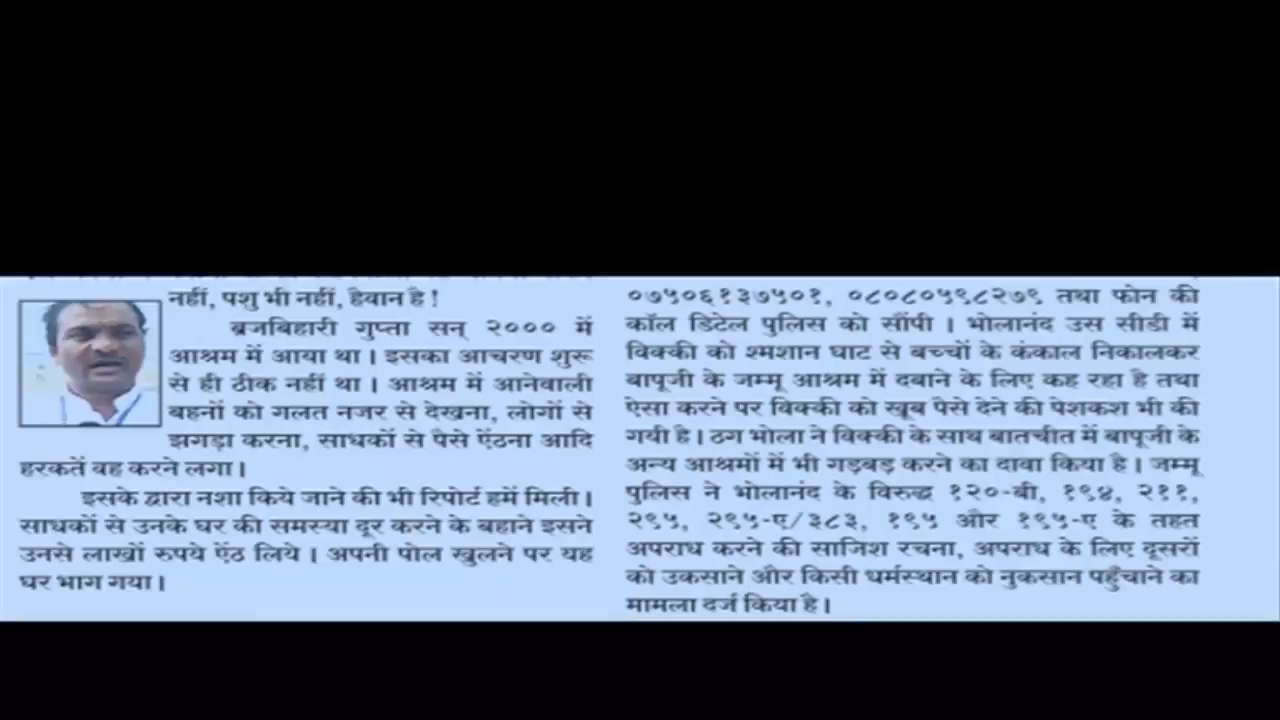 नहीं, पशु भी नहीं, हैवान है !
ब्रजबिहारी गुप्ता सन् २००० में
आश्रम में आया था । इसका आचरण शुरू
से ही ठीक नहीं था । आश्रम में आनेवाली
बहनों को गलत नजर से देखना, लोगों से
झगड़ा करना, साधकों से पैसे ऐंठना आदि
हरकतें वह करने लगा ।
इसके द्वारा नशा किये जाने की भी रिपोर्ट हमें मिली ।
साधकों से उनके घर की समस्या दूर करने के बहाने इसने
उनसे लाखों रुपये ऐंठ लिये । अपनी पोल खुलने पर यह
घर भाग गया ।
०७५०६१३७५०१, ०८०८०५९८२७९ तथा फोन की
कॉल डिटेल पुलिस को सौंपी । भोलानंद उस सीडी में
विक्की को श्मशान घाट से बच्चों के कंकाल निकालकर
बापूजी के जम्मू आश्रम में दबाने के लिए कह रहा है तथा
ऐसा करने पर विक्की को खूब पैसे देने की पेशकश भी की
गयी है । ठग भोला ने विक्की के साथ बातचीत में बापूजी के
अन्य आश्रमों में भी गड़बड़ करने का दावा किया है । जम्मू
पुलिस ने भोलानंद के विरुद्ध १२०-बी, १९४, २११,
२९५, २९५-ए/३८३, १९५ और १९५-ए के तहत
अपराध करने की साजिश रचना, अपराध के लिए दूसरों
को उकसाने और किसी धर्मस्थान को नुकसान पहुँचाने का
मामला दर्ज किया है ।